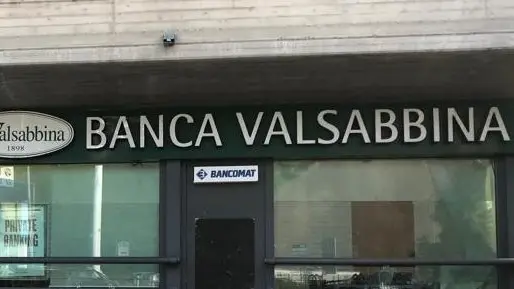 Valsabbina
1898
BANCA VALSABBINA
BANCOMAT
PRIVATE
BANKING